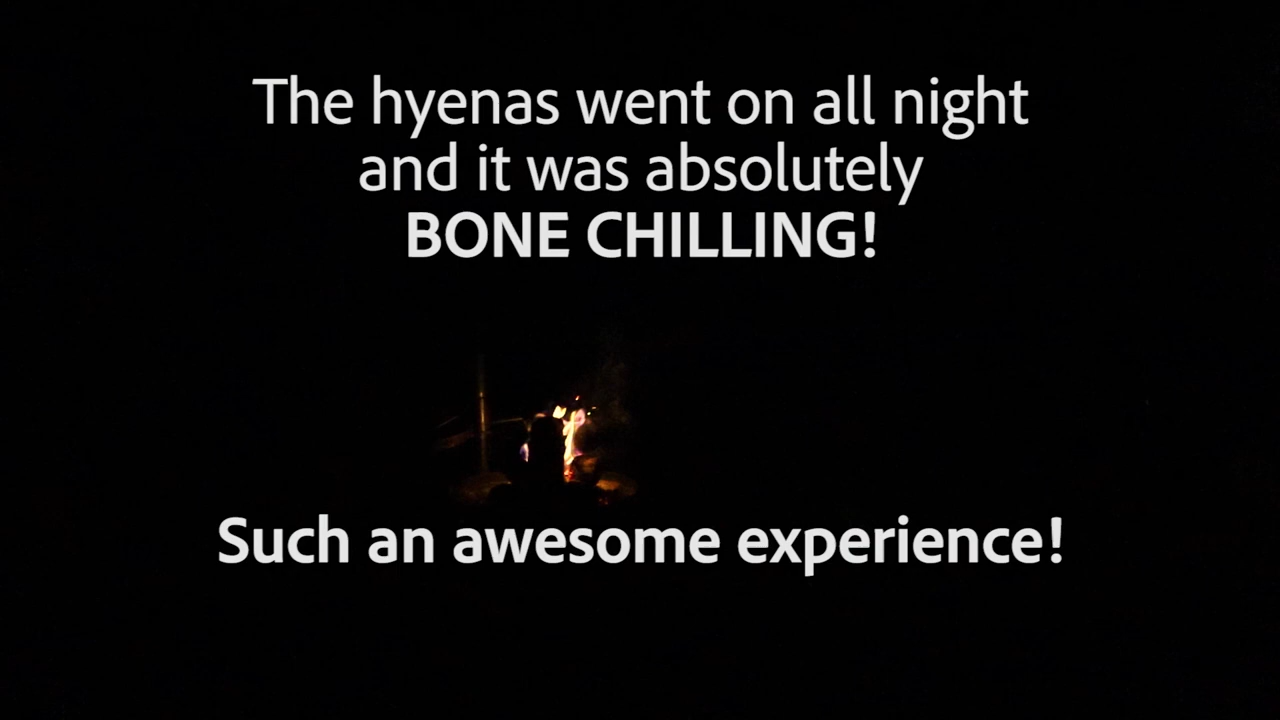 The hyenas went on all night
and it was absolutely
BONE CHILLING!
Such an awesome experience!